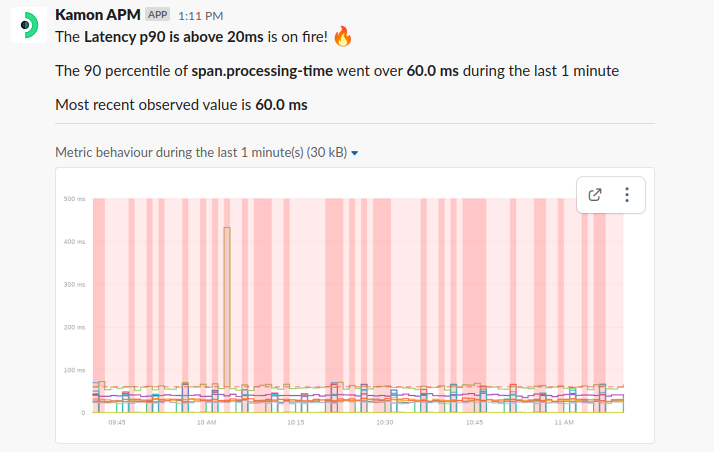 Kamon APM APP 1:11 PM
The Latency p90 is above 20ms is on fire! 🔥
The 90 percentile of span.processing-time went over 60.0 ms during the last 1 minute
Most recent observed value is 60.0 ms
Metric behaviour during the last 1 minute(s) (30 kB)
500 ms
400 ms
300 ms
200 ms
100 ms
0
09:45 10 AM 10:15 10:30 10:45 11 AM